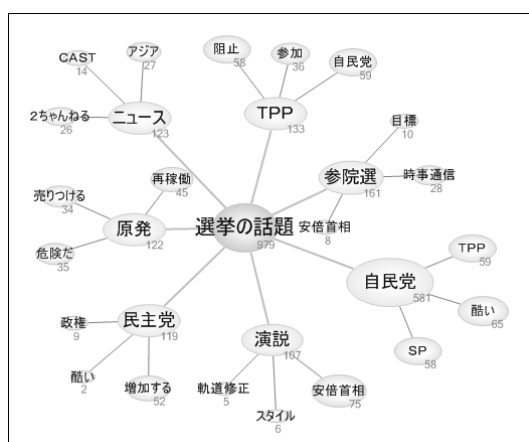 CAST
14
アジア
27
2ちゃんねる
26
ニュース
123
阻止
58
参加
36
自民党
59
TPP
133
目標
10
参院選
161
時事通信
28
安倍首相
8
再稼働
45
売りつける
34
原発
122
危険だ
35
選挙の話題
979
TPP
59
自民党
581
酷い
65
SP
58
民主党
119
政権
9
酷い
2
増加する
52
演説
107
軌道修正
5
スタイル
6
安倍首相
75